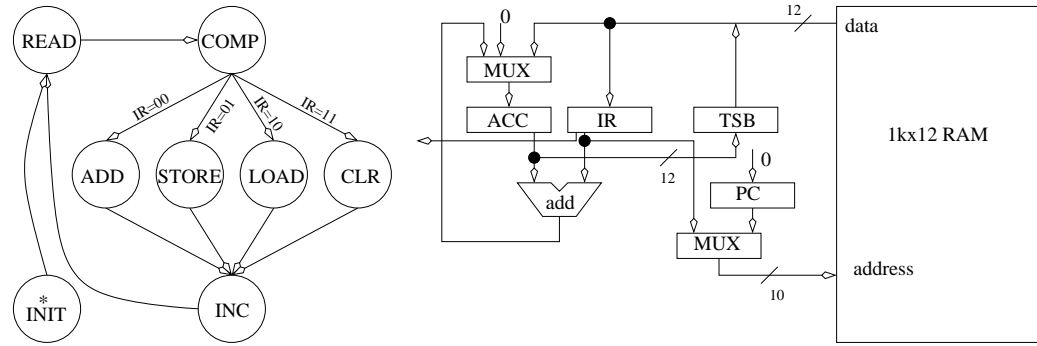 READ
COMP
IR=00
IR=01
IR=10
IR=11
ADD
STORE
LOAD
CLR
*
INIT
INC
0
12
data
MUX
ACC
IR
TSB
1kx12 RAM
12
0
add
PC
MUX
10
address